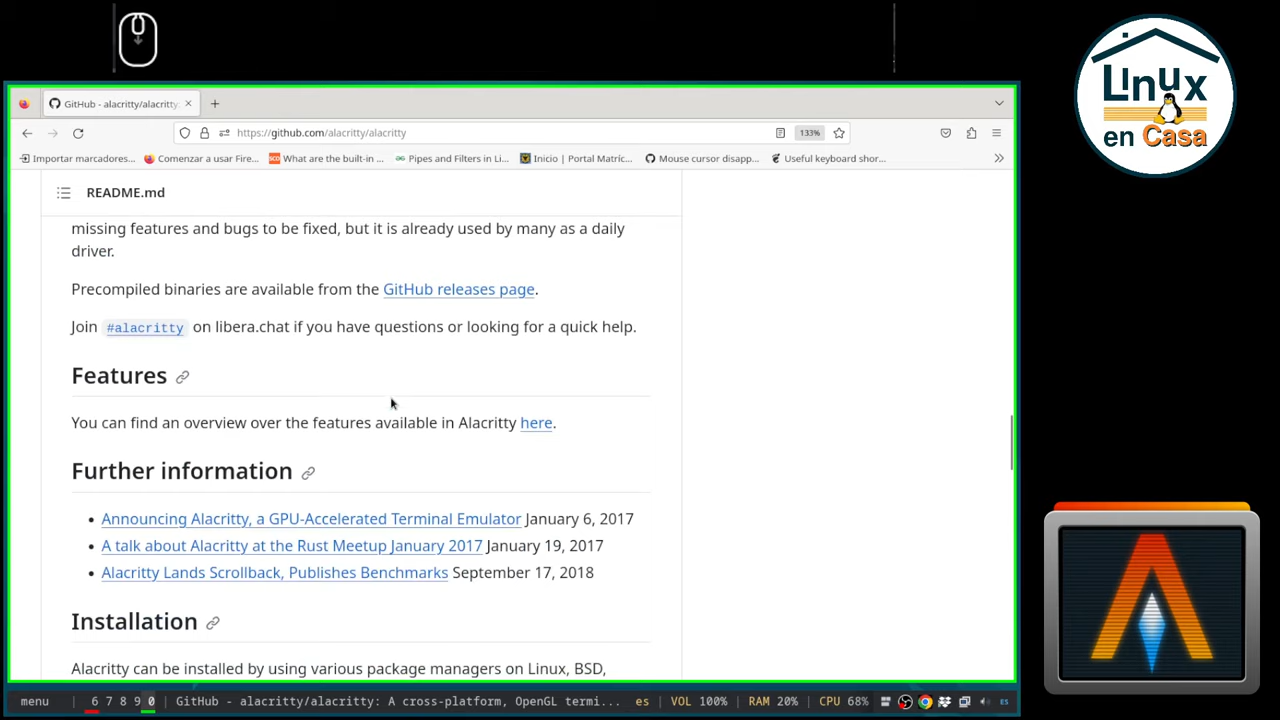 Linux
en Casa
GitHub - alacritty/alacritty:
https://github.com/alacritty/alacritty
133%
Importar marcadores...
Comenzar a usar Fire...
SCO
What are the built-in ...
Pipes and Filters in Li...
Inicio | Portal Matríc...
Mouse cursor disapp...
Useful keyboard shor...
README.md
missing features and bugs to be fixed, but it is already used by many as a daily
driver.
Precompiled binaries are available from the GitHub releases page.
Join #alacritty on libera.chat if you have questions or looking for a quick help.
Features
You can find an overview over the features available in Alacritty here.
Further information
Announcing Alacritty, a GPU-Accelerated Terminal Emulator January 6, 2017
A talk about Alacritty at the Rust Meetup January 2017 January 19, 2017
Alacritty Lands Scrollback, Publishes Benchmarks September 17, 2018
Installation
Alacritty can be installed by using various package managers on Linux, BSD,
menu | 6 7 8 9 0 | GitHub - alacritty/alacritty: A cross-platform, OpenGL termi... es | VOL 100% | RAM 20% | CPU 68% ES